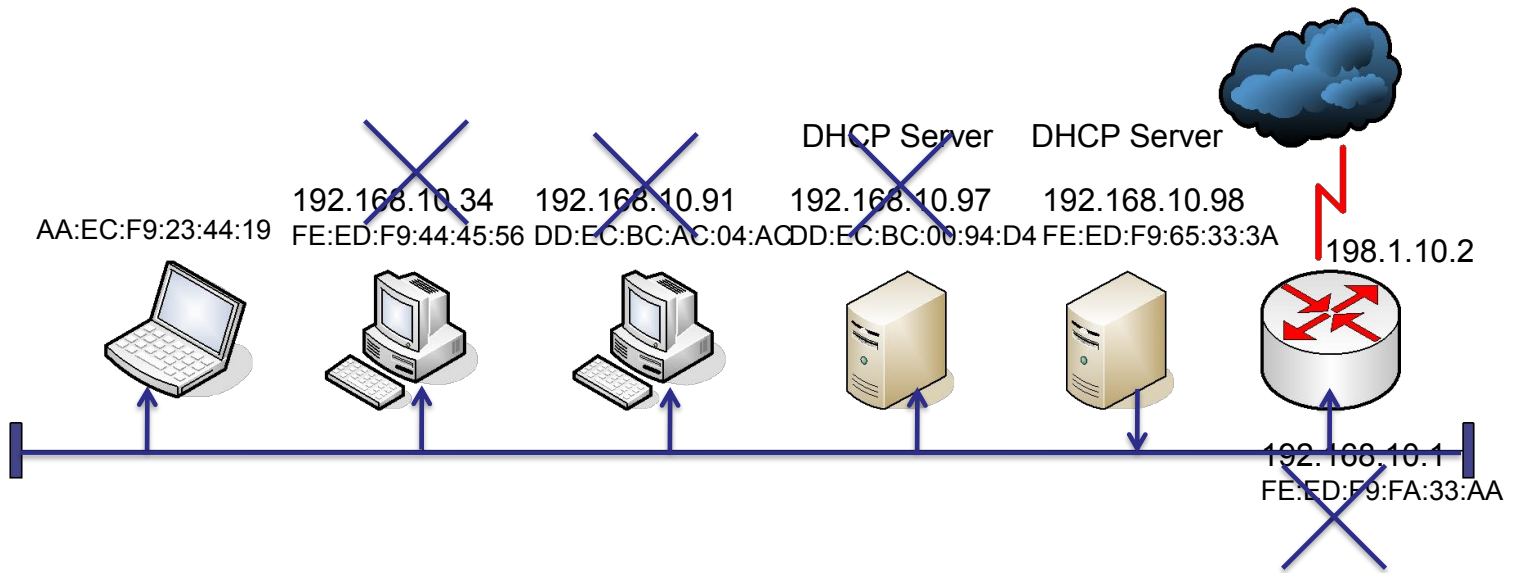 DHCP Server
DHCP Server
192.168.10.34
192.168.10.91
192.168.10.97
192.168.10.98
AA:EC:F9:23:44:19
FE:ED:F9:44:45:56
DD:EC:BC:AC:04:AC
DD:EC:BC:00:94:D4
FE:ED:F9:65:33:3A
198.1.10.2
192.168.10.1
FE:ED:F9:FA:33:AA